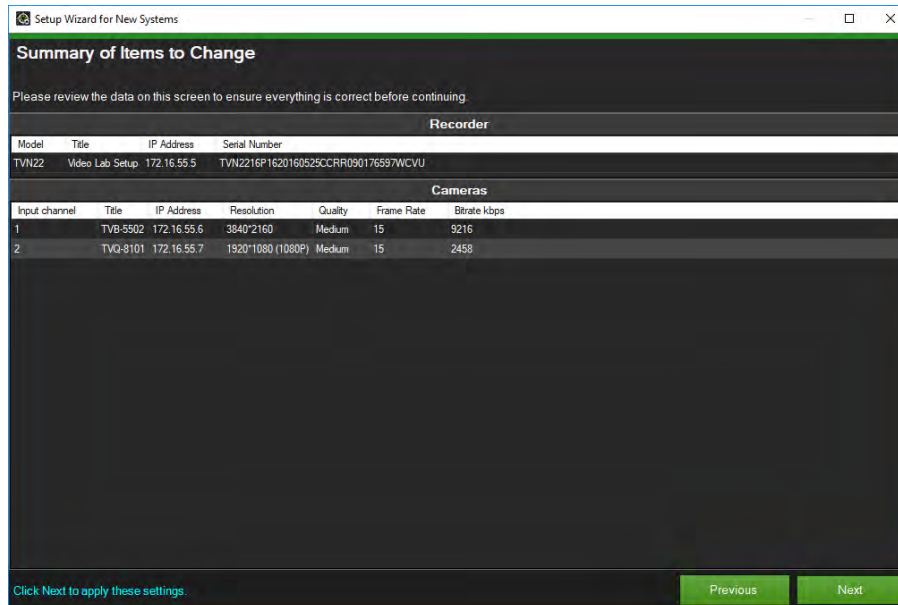 Setup Wizard for New Systems
Summary of Items to Change
Please review the data on this screen to ensure everything is correct before continuing.
Recorder
Model Title IP Address Serial Number
TVN22 Video Lab Setup 172.16.55.5 TVN2216P1620160525CCRR090176597WCVU
Cameras
Input channel Title IP Address Resolution Quality Frame Rate Bitrate kbps
1 TVB-5502 172.16.55.6 3840*2160 Medium 15 9216
2 TVQ-8101 172.16.55.7 1920*1080 (1080P) Medium 15 2458
Click Next to apply these settings.
Previous Next